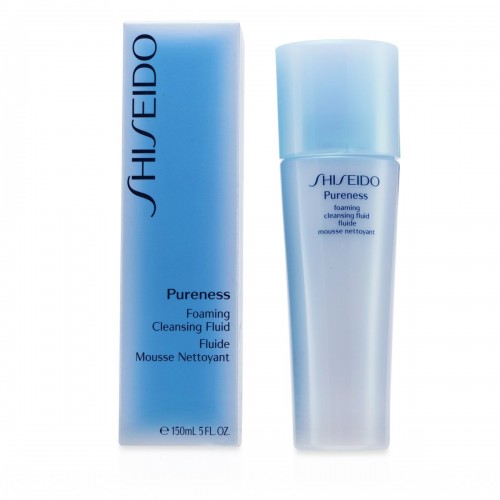 SHISEIDO
Pureness
Foaming
Cleansing Fluid
Fluide
Mousse Nettoyant
℮ 150mL 5 FL. OZ.
SHISEIDO
Pureness
foaming
cleansing fluid
fluide
mousse nettoyant